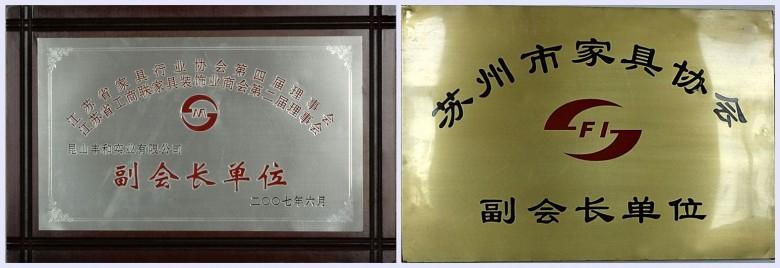 江苏省家具行业协会第四届理事会
江苏省工商联家具装饰业商会第二届理事会
昆山丰和实业有限公司
副会长单位
二〇〇七年六月
苏州市家具协会
SFI
副会长单位